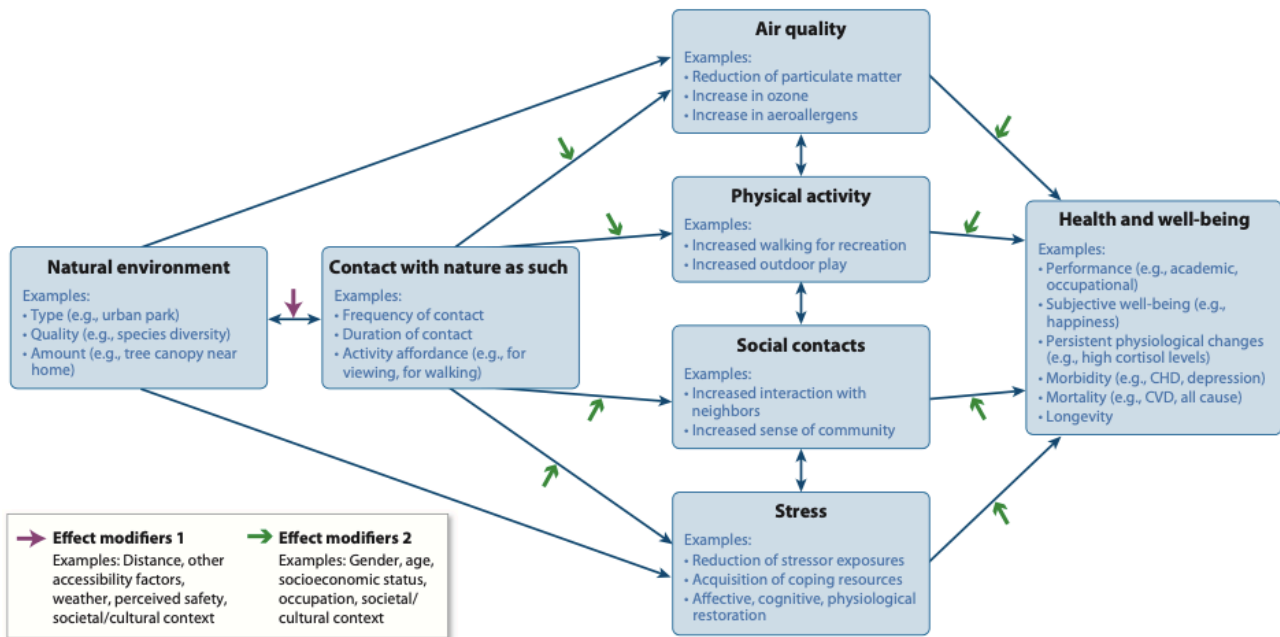 Air quality
Examples:
• Reduction of particulate matter
• Increase in ozone
• Increase in aeroallergens
Physical activity
Examples:
• Increased walking for recreation
• Increased outdoor play
Natural environment
Examples:
• Type (e.g., urban park)
• Quality (e.g., species diversity)
• Amount (e.g., tree canopy near
home)
Contact with nature as such
Examples:
• Frequency of contact
• Duration of contact
• Activity affordance (e.g., for
viewing, for walking)
Health and well-being
Examples:
• Performance (e.g., academic,
occupational)
• Subjective well-being (e.g.,
happiness)
• Persistent physiological changes
(e.g., high cortisol levels)
• Morbidity (e.g., CHD, depression)
• Mortality (e.g., CVD, all cause)
• Longevity
Social contacts
Examples:
• Increased interaction with
neighbors
• Increased sense of community
Stress
Examples:
• Reduction of stressor exposures
• Acquisition of coping resources
• Affective, cognitive, physiological
restoration
Effect modifiers 1
Examples: Distance, other
accessibility factors,
weather, perceived safety,
societal/cultural context
Effect modifiers 2
Examples: Gender, age,
socioeconomic status,
occupation, societal/
cultural context